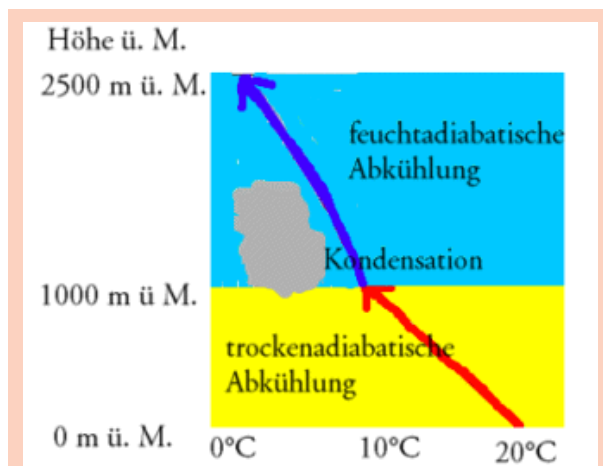 Höhe ü. M.
2500 m ü. M.
feuchtadiabatische
Abkühlung
Kondensation
1000 m ü M.
trockenadiabatische
Abkühlung
0 m ü. M.
0°C 10°C 20°C